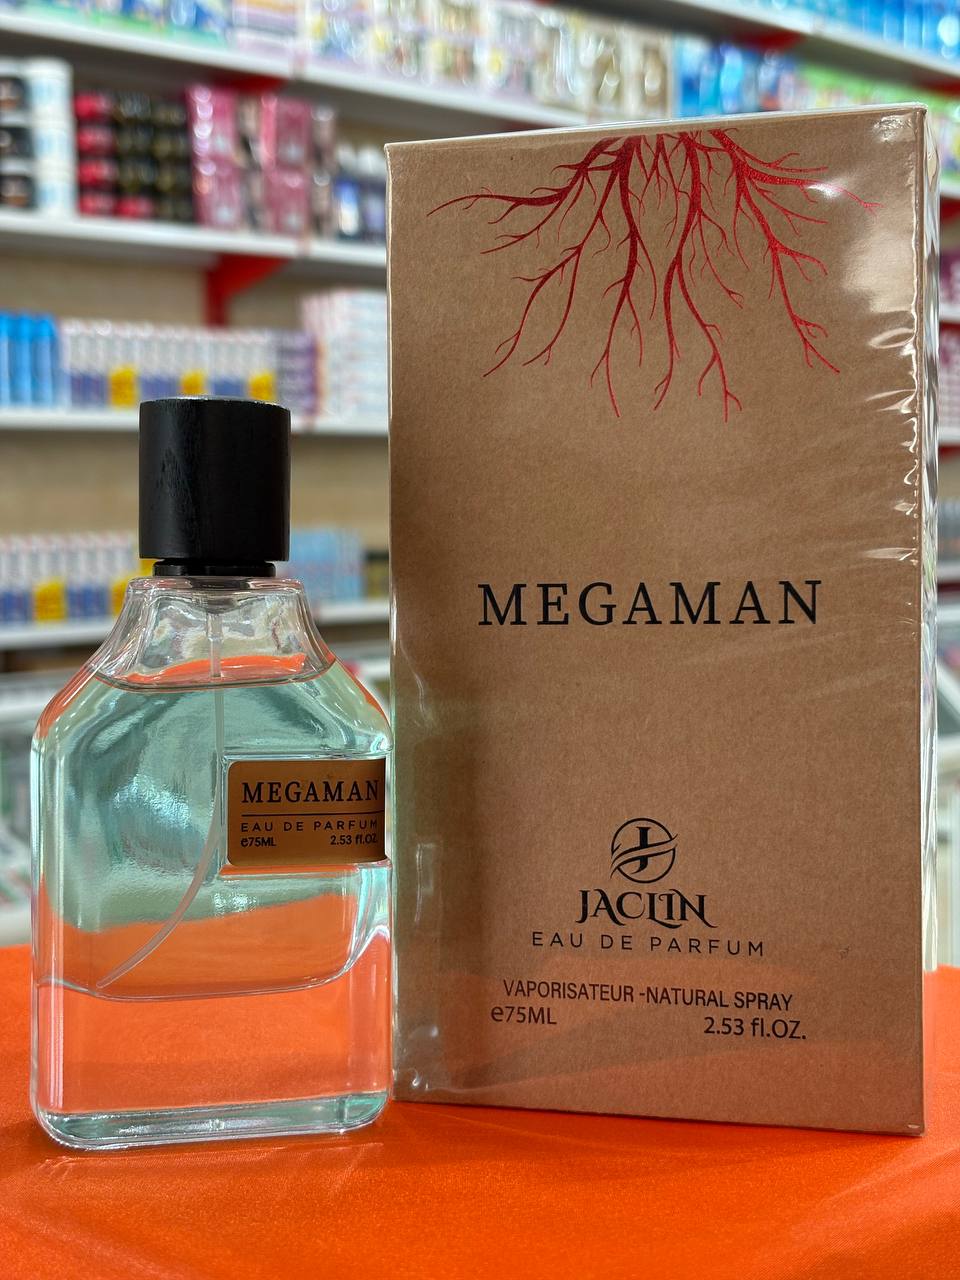 MEGAMAN
JACLIN
EAU DE PARFUM
VAPORISATEUR -NATURAL SPRAY
e75ML 2.53 fl.OZ.
MEGAMAN
EAU DE PARFUM
e75ML 2.53 fl.OZ.